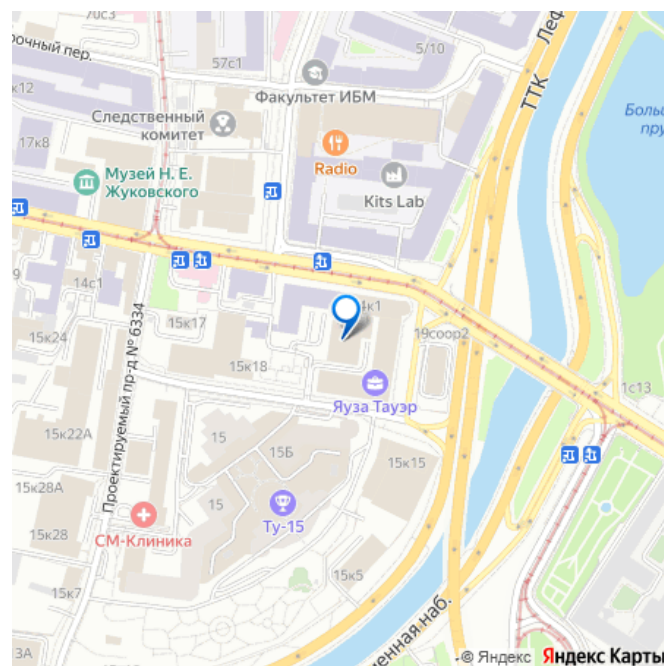 70с3
рочный пер.
57с1
5/10
ТТК
Леф
Факультет ИБМ
к12
Следственный
комитет
Боль
пру
17к8
Radio
Музей Н. Е.
Жуковского
Kits Lab
9
14с1
4к1
15к24
15к17
19соор2
15к18
1с13
Яуза Тауэр
Проектируемый пр-д № 6334
15к22А
15
15Б
15к15
15к28А
15
15к28
СМ-Клиника
Ту-15
15к7
15к5
3А
енная наб.
© Яндекс Яндекс Карты